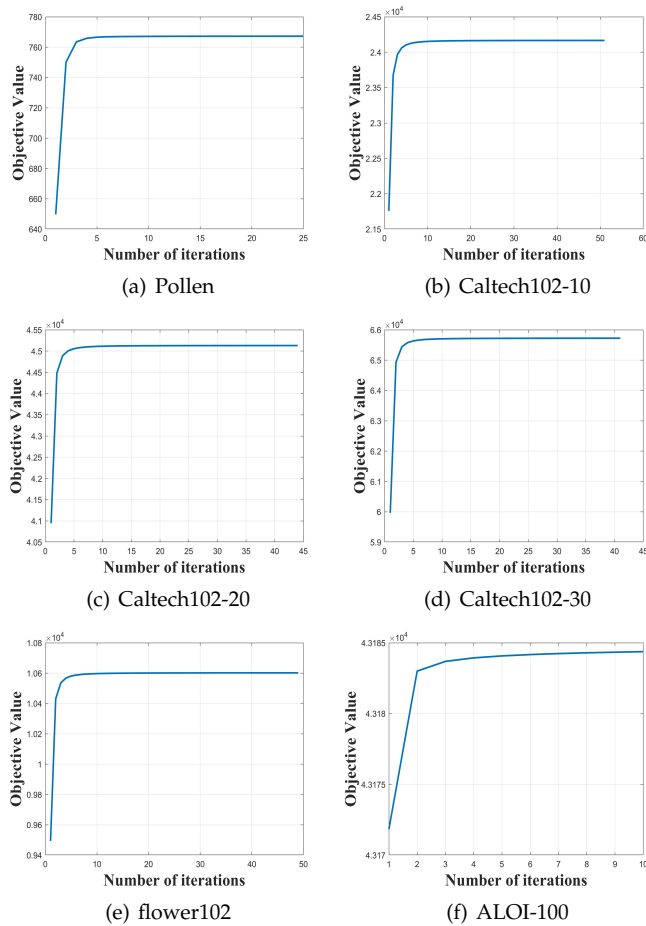 780
760
740
720
700
680
660
640
0 5 10 15 20 25
Objective Value
Number of iterations
(a) Pollen
×10⁴
2.45
2.4
2.35
2.3
2.25
2.2
2.15
0 10 20 30 40 50 60
Objective Value
Number of iterations
(b) Caltech102-10
×10⁴
4.55
4.5
4.45
4.4
4.35
4.3
4.25
4.2
4.15
4.1
4.05
0 5 10 15 20 25 30 35 40 45
Objective Value
Number of iterations
(c) Caltech102-20
×10⁴
6.6
6.5
6.4
6.3
6.2
6.1
6
5.9
0 5 10 15 20 25 30 35 40 45
Objective Value
Number of iterations
(d) Caltech102-30
×10⁴
1.08
1.06
1.04
1.02
1
0.98
0.96
0.94
0 10 20 30 40 50
Objective Value
Number of iterations
(e) flower102
×10⁴
4.3185
4.318
4.3175
4.317
1 2 3 4 5 6 7 8 9 10
Objective Value
Number of iterations
(f) ALOI-100